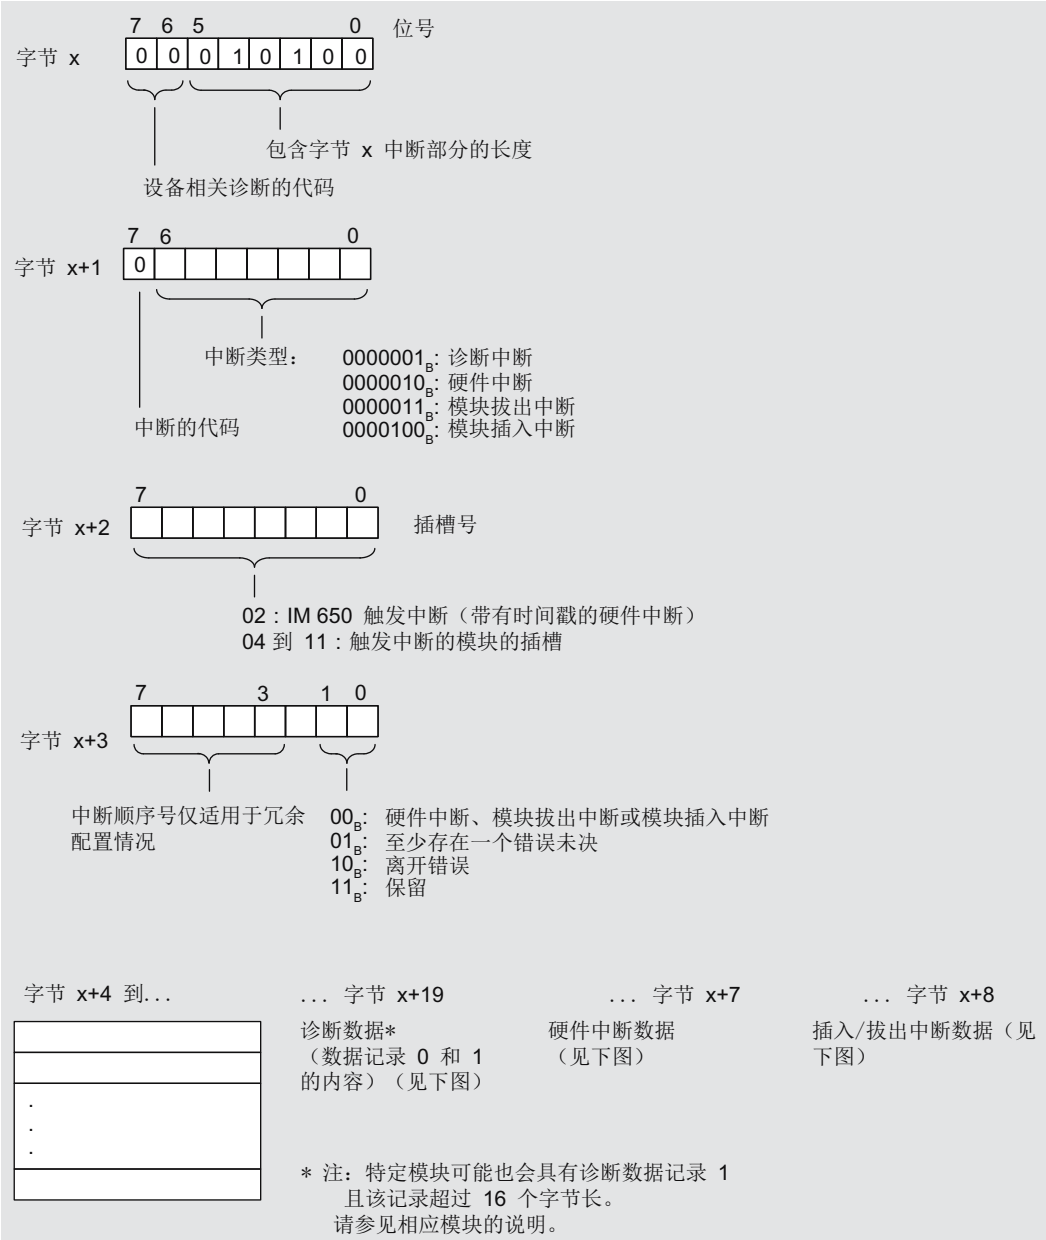 7 6 5 0 位号
字节 x 0 0 0 1 0 1 0 0
包含字节 x 中断部分的长度
设备相关诊断的代码
7 6 0
字节 x+1 0
中断类型： 0000001B: 诊断中断
0000010B: 硬件中断
0000011B: 模块拔出中断
中断的代码 0000100B: 模块插入中断
7 0
字节 x+2 插槽号
02：IM 650 触发中断（带有时间戳的硬件中断）
04 到 11：触发中断的模块的插槽
7 3 1 0
字节 x+3
中断顺序号仅适用于冗余
配置情况
00B: 硬件中断、模块拔出中断或模块插入中断
01B: 至少存在一个错误未决
10B: 离开错误
11B: 保留
字节 x+4 到... ... 字节 x+19 ... 字节 x+7 ... 字节 x+8
诊断数据*
（数据记录 0 和 1
的内容）（见下图）
硬件中断数据
（见下图）
插入/拔出中断数据（见
下图）
.
.
.
* 注：特定模块可能也会具有诊断数据记录 1
且该记录超过 16 个字节长。
请参见相应模块的说明。